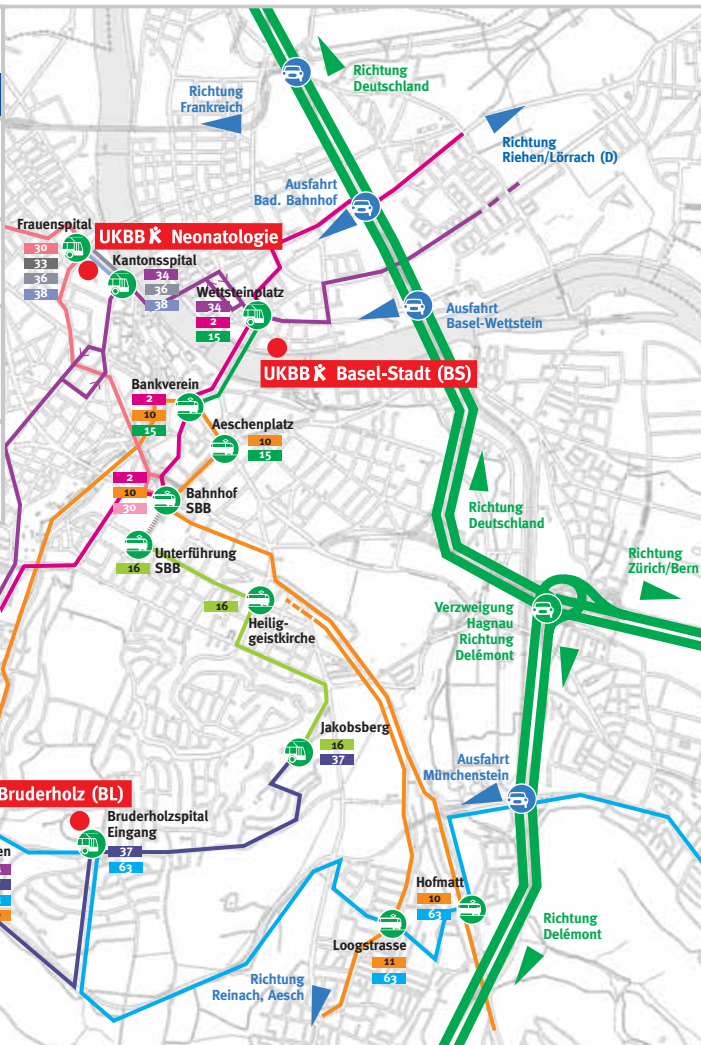 Richtung
Deutschland
Richtung
Frankreich
Richtung
Riehen/Lörrach (D)
Ausfahrt
Bad. Bahnhof
Frauenspital
30
33
36
38
UKBB Neonatologie
Kantonsspital
34
36
38
Wettsteinplatz
34
2
15
Ausfahrt
Basel-Wettstein
UKBB Basel-Stadt (BS)
Bankverein
2
10
15
Aeschenplatz
10
15
2
10
30
Bahnhof
SBB
Richtung
Deutschland
Unterführung
SBB
16
Richtung
Zürich/Bern
16
Heilig-
geistkirche
Verzweigung
Hagnau
Richtung
Delémont
Jakobsberg
16
37
Ausfahrt
Münchenstein
Bruderholz (BL)
Bruderholzspital
Eingang
37
63
en
Hofmatt
10
63
Loogstrasse
11
63
Richtung
Delémont
Richtung
Reinach, Aesch